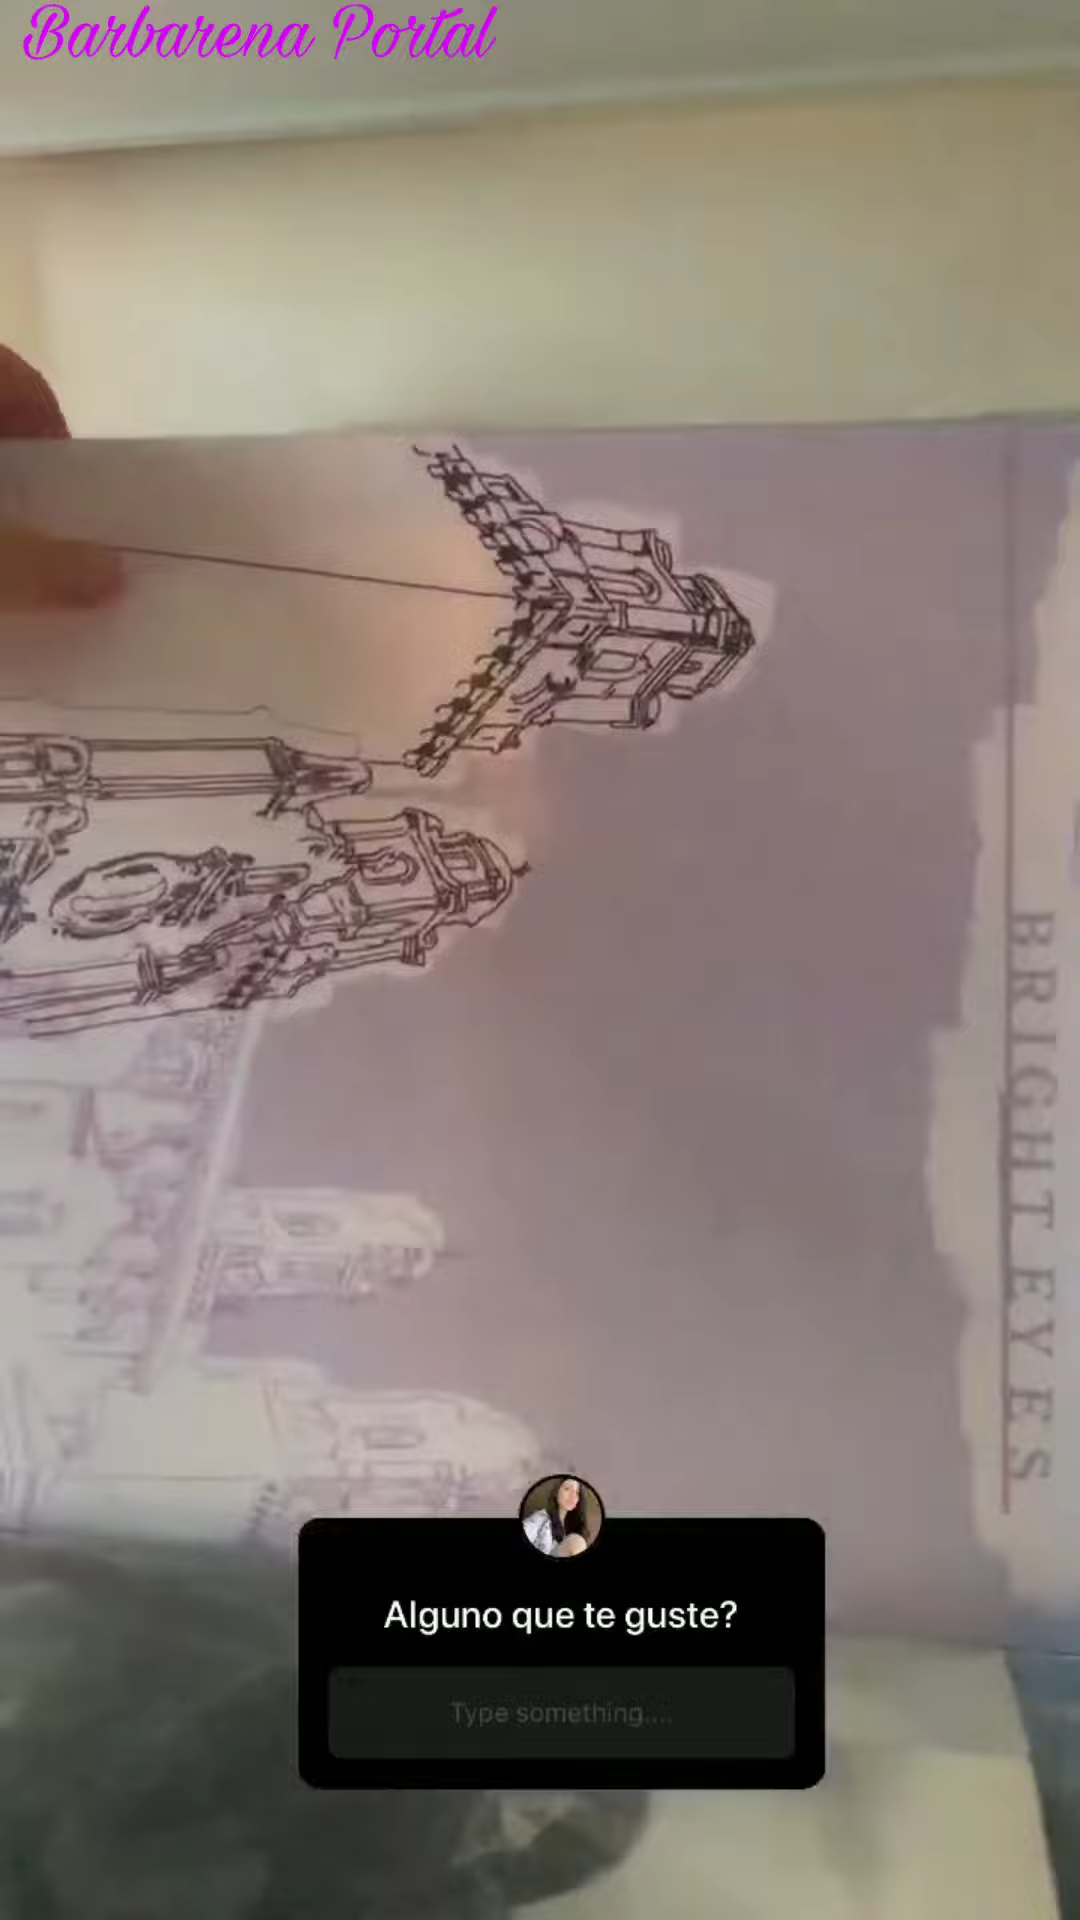 Barbarena Portal
BRIGHT EYES
Alguno que te guste?
Type something....